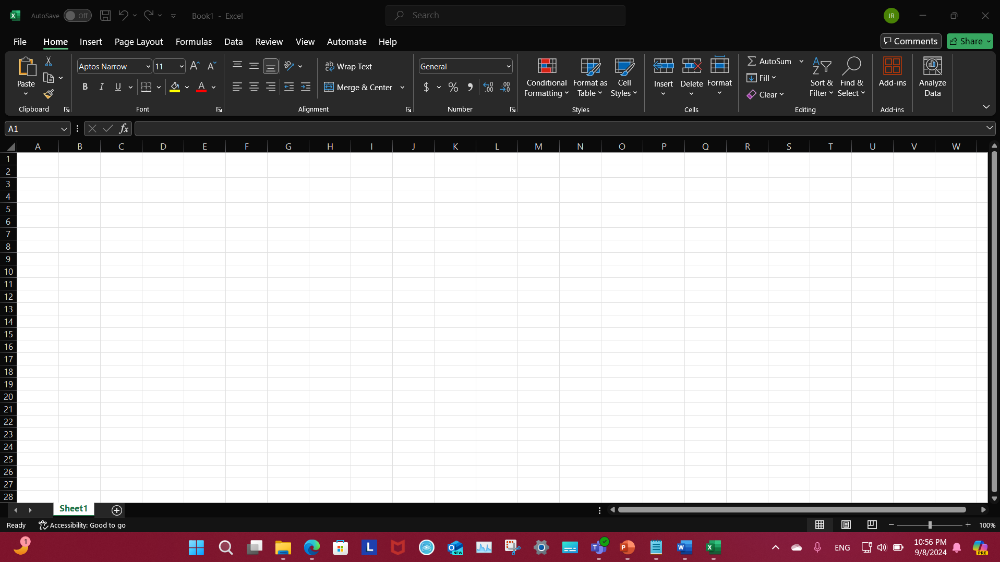 AutoSave Off Book1 - Excel Search JR
File Home Insert Page Layout Formulas Data Review View Automate Help Comments Share
Paste
Clipboard
Aptos Narrow 11
B I U A
Font
Wrap Text
Merge & Center
Alignment
General
$ % ,
Number
Conditional Formatting
Format as Table
Cell Styles
Styles
Insert Delete Format
Cells
AutoSum
Fill
Clear
Sort & Filter
Find & Select
Editing
Add-ins
Add-ins
Analyze Data
A1 fx
A B C D E F G H I J K L M N O P Q R S T U V W
1
2
3
4
5
6
7
8
9
10
11
12
13
14
15
16
17
18
19
20
21
22
23
24
25
26
27
28
Sheet1
Ready Accessibility: Good to go 100%
1 L NEW T P W X ENG 10:56 PM
9/8/2024 PRE